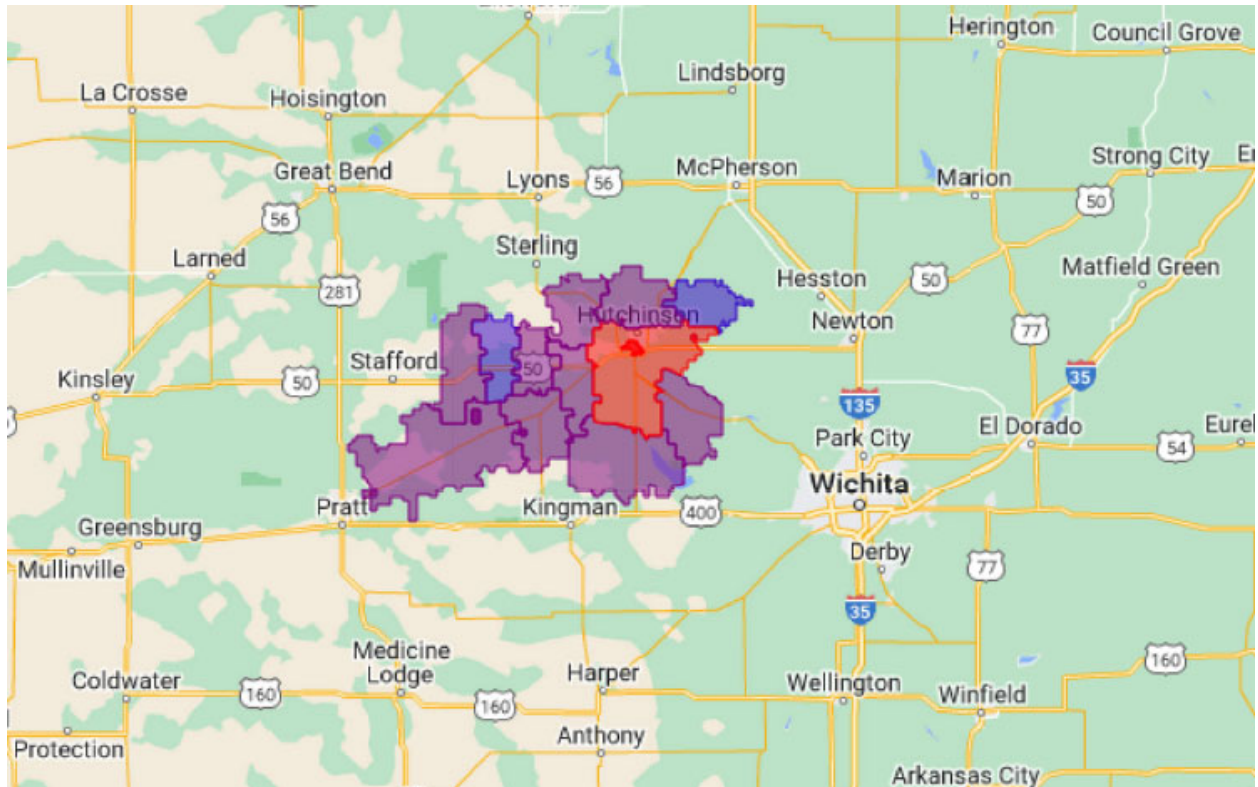 Herington
Council Grove
Lindsborg
La Crosse
Hoisington
Strong City
McPherson
Great Bend
Lyons
56
Marion
50
56
Sterling
Larned
Hesston
50
Matfield Green
281
Hutchinson
Newton
77
Stafford
50
35
Kinsley
50
135
El Dorado
Park City
54
Wichita
Pratt
Kingman
400
Greensburg
Derby
77
Mullinville
35
Medicine
Lodge
Harper
160
Coldwater
160
Wellington
Winfield
160
Protection
Anthony
Arkansas City